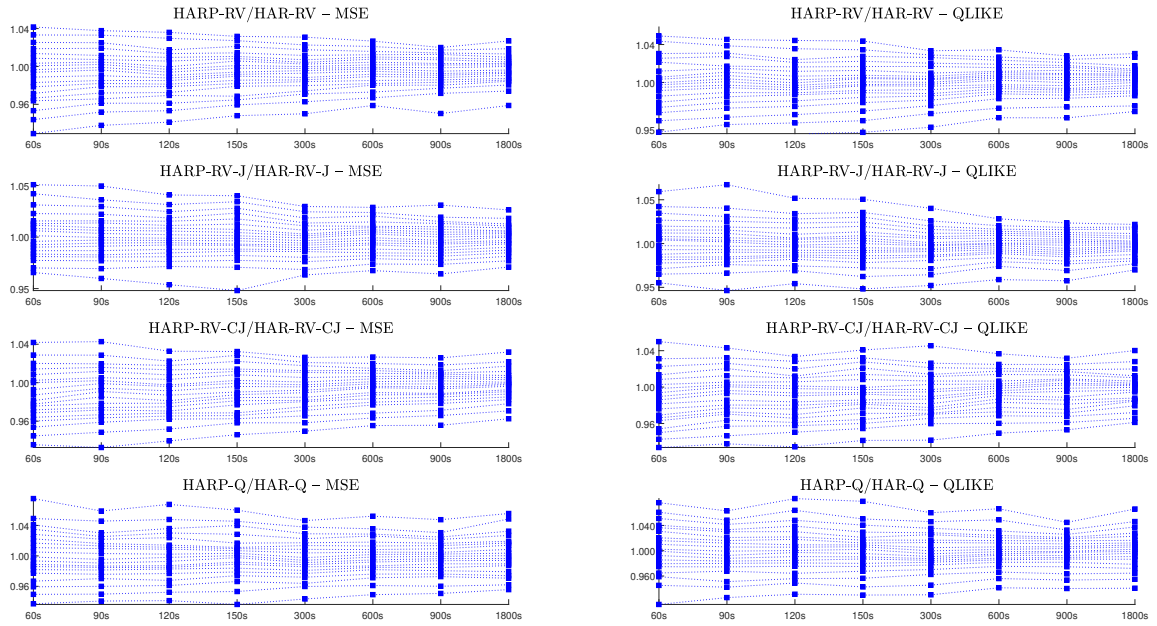 HARP-RV/HAR-RV – MSE
1.04
1.00
0.96
60s 90s 120s 150s 300s 600s 900s 1800s
HARP-RV/HAR-RV – QLIKE
1.04
1.00
0.95
60s 90s 120s 150s 300s 600s 900s 1800s
HARP-RV-J/HAR-RV-J – MSE
1.05
1.00
0.95
60s 90s 120s 150s 300s 600s 900s 1800s
HARP-RV-J/HAR-RV-J – QLIKE
1.05
1.00
0.95
60s 90s 120s 150s 300s 600s 900s 1800s
HARP-RV-CJ/HAR-RV-CJ – MSE
1.04
1.00
0.96
60s 90s 120s 150s 300s 600s 900s 1800s
HARP-RV-CJ/HAR-RV-CJ – QLIKE
1.04
1.00
0.96
60s 90s 120s 150s 300s 600s 900s 1800s
HARP-Q/HAR-Q – MSE
1.04
1.00
0.96
60s 90s 120s 150s 300s 600s 900s 1800s
HARP-Q/HAR-Q – QLIKE
1.040
1.000
0.960
60s 90s 120s 150s 300s 600s 900s 1800s